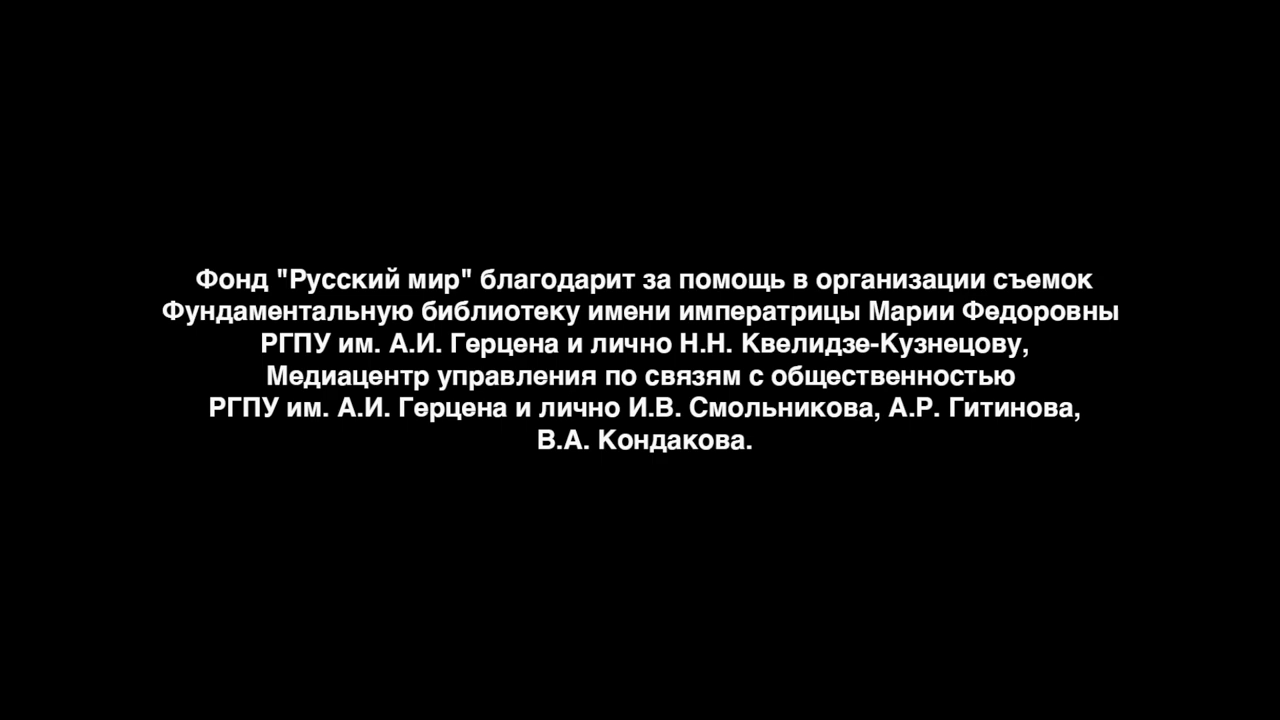 Фонд "Русский мир" благодарит за помощь в организации съемок
Фундаментальную библиотеку имени императрицы Марии Федоровны
РГПУ им. А.И. Герцена и лично Н.Н. Квелидзе-Кузнецову,
Медиацентр управления по связям с общественностью
РГПУ им. А.И. Герцена и лично И.В. Смольникова, А.Р. Гитинова,
В.А. Кондакова.